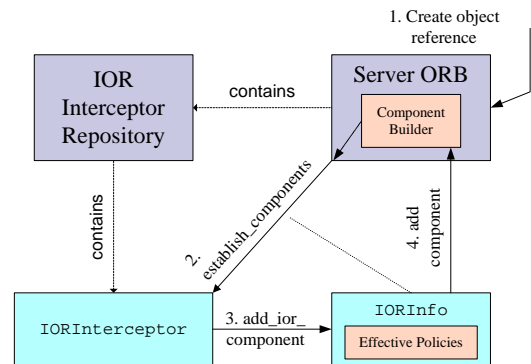 1. Create object
reference
IOR
Interceptor
Repository
contains
Server ORB
Component
Builder
contains
2.
establish_components
4. add
component
IORInterceptor
3. add_ior_
component
IORInfo
Effective Policies